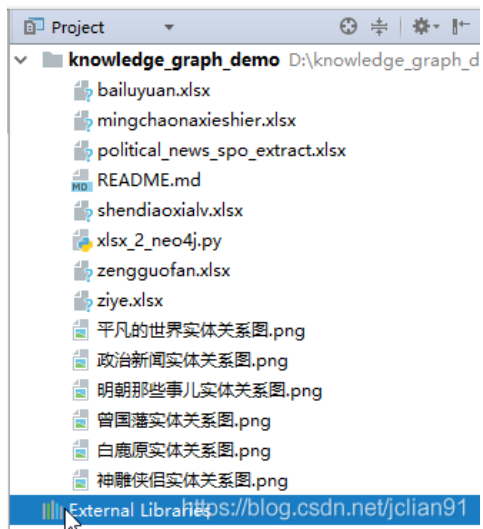 Project
knowledge_graph_demo D:\knowledge_graph_d
bailuyuan.xlsx
mingchaonaxieshier.xlsx
political_news_spo_extract.xlsx
MD README.md
shendiaoxialv.xlsx
xlsx_2_neo4j.py
zengguofan.xlsx
ziye.xlsx
平凡的世界实体关系图.png
政治新闻实体关系图.png
明朝那些事儿实体关系图.png
曾国藩实体关系图.png
白鹿原实体关系图.png
神雕侠侣实体关系图.png
External Libraries https://blog.csdn.net/jclian91